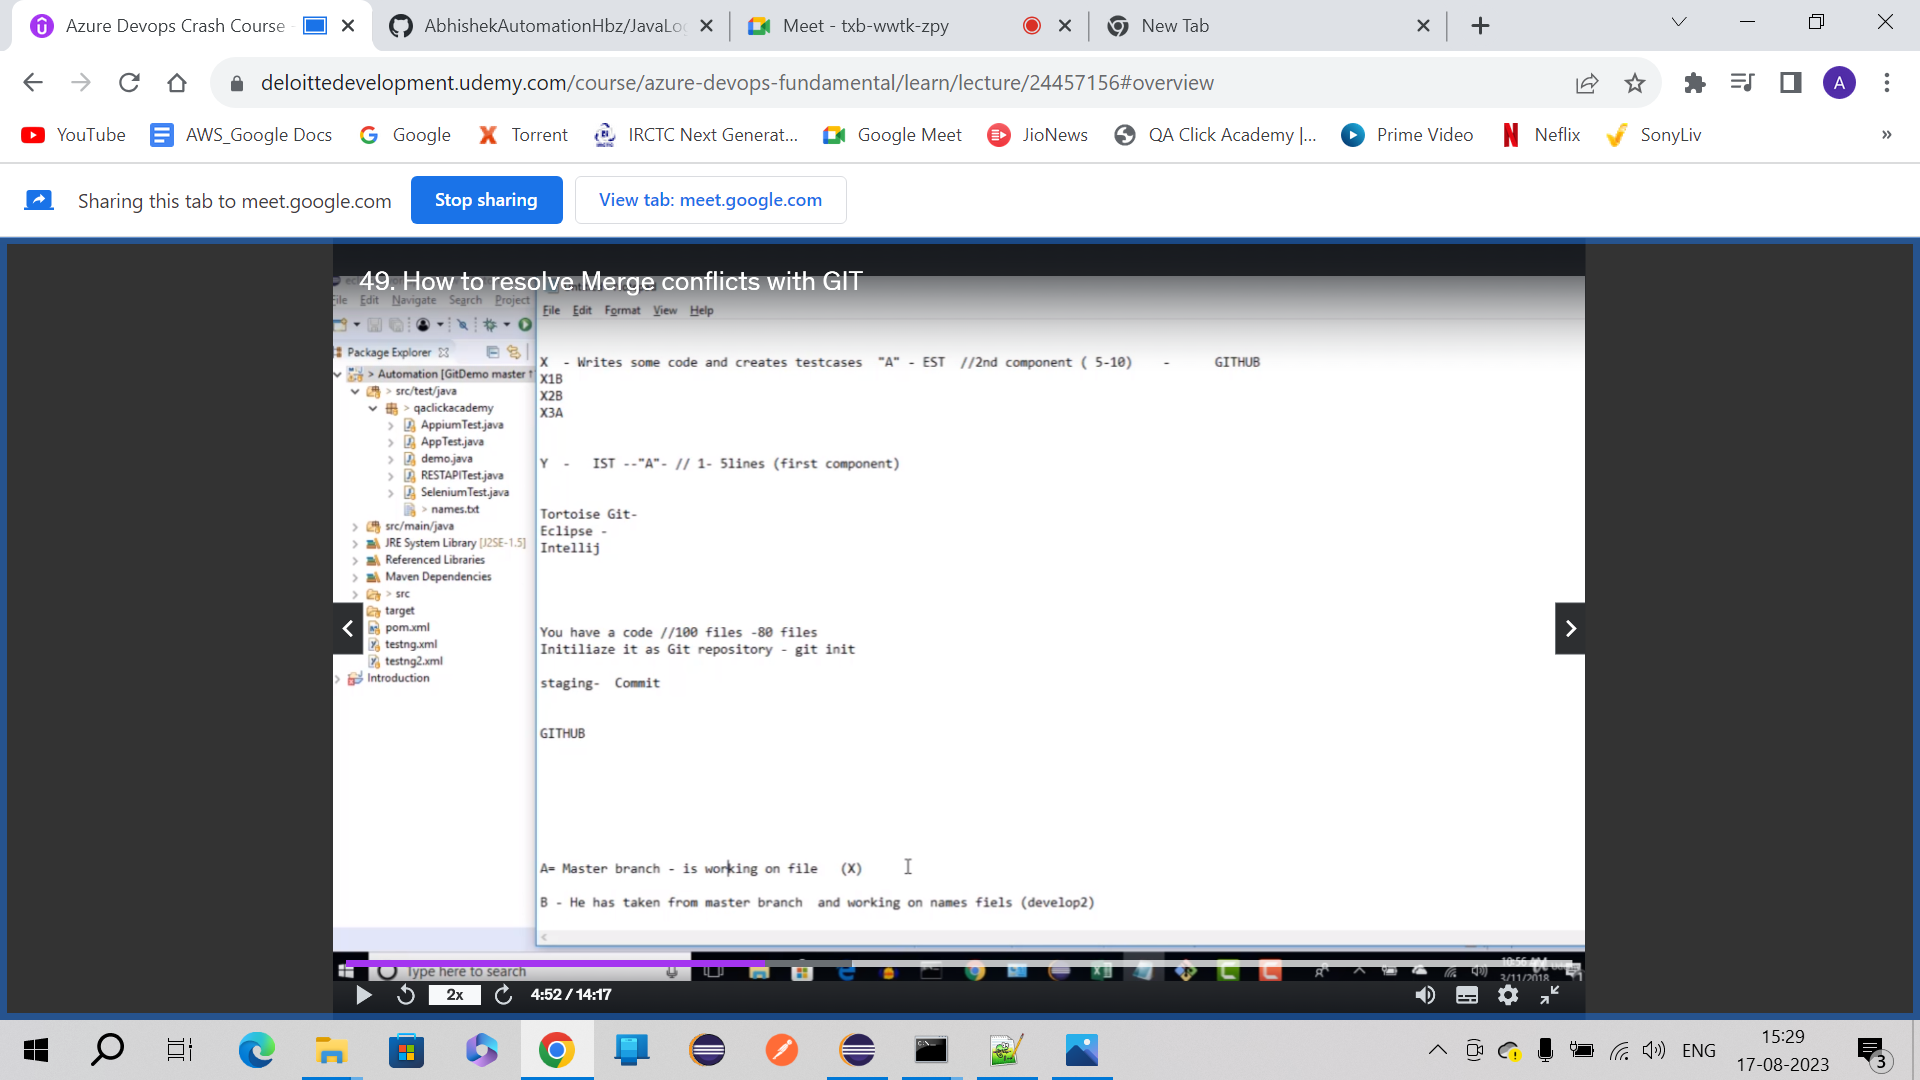 Azure Devops Crash Course
AbhishekAutomationHbz/JavaLo
Meet - txb-wwtk-zpy
New Tab
deloittedevelopment.udemy.com/course/azure-devops-fundamental/learn/lecture/24457156#overview
A
YouTube
AWS_Google Docs
Google
Torrent
IRCTC Next Generat...
Google Meet
JioNews
QA Click Academy |...
Prime Video
Neflix
SonyLiv
»
Sharing this tab to meet.google.com
Stop sharing
View tab: meet.google.com
49. How to resolve Merge conflicts with GIT
File Edit Navigate Search Project
File Edit Format View Help
Package Explorer
> Automation [GitDemo master
> src/test/java
> qaclickacademy
AppiumTest.java
AppTest.java
demo.java
RESTAPITest.java
SeleniumTest.java
> names.txt
src/main/java
JRE System Library [J2SE-1.5]
Referenced Libraries
Maven Dependencies
> src
target
pom.xml
testng.xml
testng2.xml
Introduction
X - Writes some code and creates testcases "A" - EST //2nd component ( 5-10) - GITHUB
X1B
X2B
X3A
Y - IST --"A"- // 1- 5lines (first component)
Tortoise Git-
Eclipse -
Intellij
You have a code //100 files -80 files
Initiliaze it as Git repository - git init
staging- Commit
GITHUB
A= Master branch - is working on file (X)
B - He has taken from master branch and working on names fiels (develop2)
Type here to search
10:56
3/11/2018
2x
4:52 / 14:17
ENG
15:29
17-08-2023
3